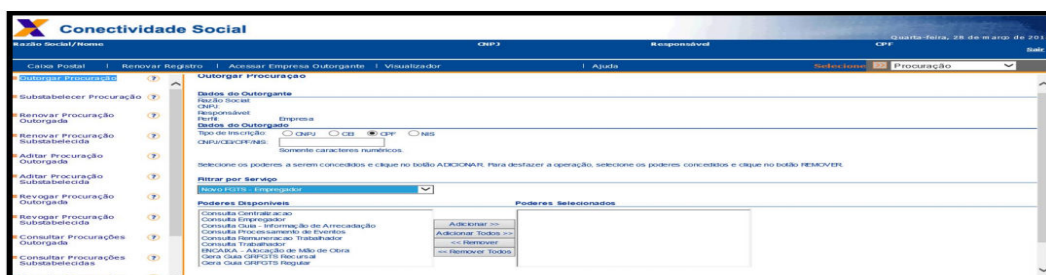 Conectividade Social
Quarta-feira, 28 de março de 201
Razão Social/Nome CNPJ Responsável CPF
Sair
Caixa Postal | Renovar Registro | Acessar Empresa Outorgante | Visualizador | Ajuda Selecione Procuração
Outorgar Procuração
Substabelecer Procuração
Renovar Procuração
Outorgada
Renovar Procuração
Substabelecida
Aditar Procuração
Outorgada
Aditar Procuração
Substabelecida
Revogar Procuração
Outorgada
Revogar Procuração
Substabelecida
Consultar Procurações
Outorgada
Consultar Procurações
Substabelecidas
Outorgar Procuração
Dados do Outorgante
Razão Social:
CNPJ:
Responsável:
Perfil: Empresa
Dados do Outorgado
Tipo de Inscrição: CNPJ CEI CPF NIS
CNPJ/CEI/CPF/NIS:
Somente caracteres numéricos.
Selecione os poderes a serem concedidos e clique no botão ADICIONAR. Para desfazer a operação, selecione os poderes concedidos e clique no botão REMOVER.
Filtrar por Serviço
Novo FGTS - Empregador
Poderes Disponíveis Poderes Selecionados
Consulta Centralizacao
Consulta Empregador
Consulta Guia - Informação de Arrecadação
Consulta Processamento de Eventos
Consulta Remuneracao Trabalhador
Consulta Trabalhador
ENCAIXA - Alocação de Mão de Obra
Gera Guia GRFGTS Recursal
Gera Guia GRFGTS Regular
Adicionar >>
Adicionar Todos >>
<< Remover
<< Remover Todos